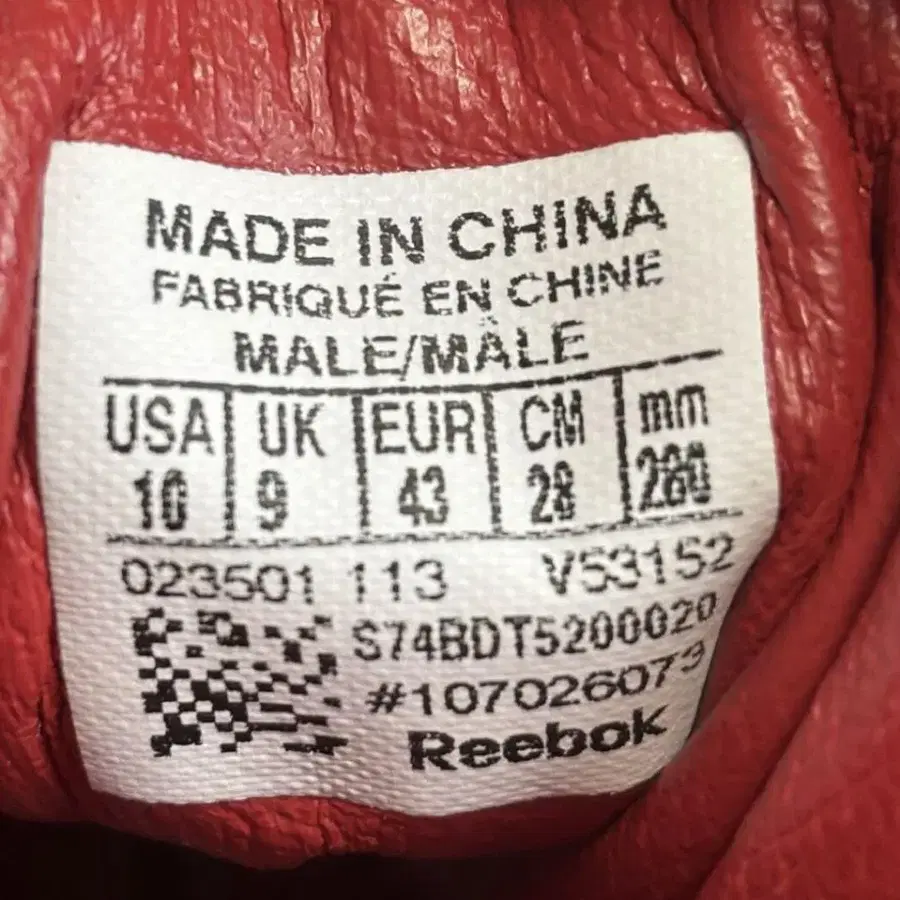 MADE IN CHINA
FABRIQUÉ EN CHINE
MALE/MÂLE
USA UK EUR CM mm
10 9 43 28 280
023501 113 V53152
S74BDT5200020
#107026073
Reebok